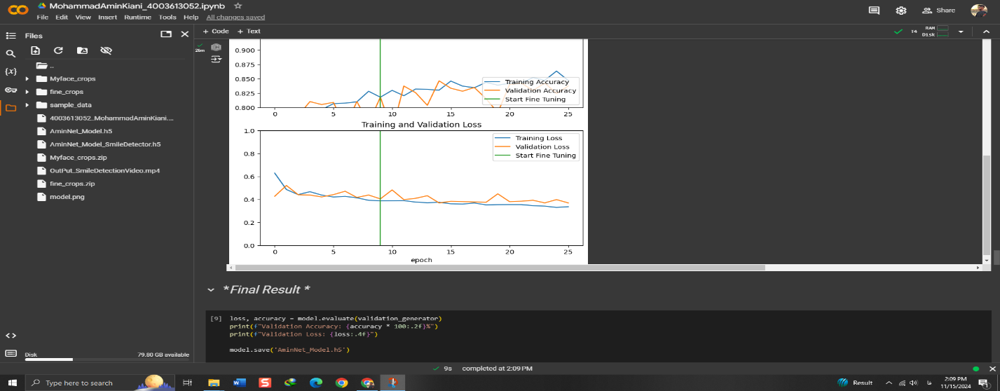 MohammadAminKiani_4003613052.ipynb
File Edit View Insert Runtime Tools Help All changes saved
Share
Files
+ Code + Text
T4 RAM Disk
..
Myface_crops
fine_crops
sample_data
4003613052_MohammadAminKiani....
AminNet_Model.h5
AminNet_Model_SmileDetector.h5
Myface_crops.zip
OutPut_SmileDetectionVideo.mp4
fine_crops.zip
model.png
Disk 79.80 GB available
26m
0.900
0.875
0.850
0.825
0.800
Training Accuracy
Validation Accuracy
Start Fine Tuning
0 5 10 15 20 25
Training and Validation Loss
1.0
0.8
0.6
0.4
0.2
0.0
Training Loss
Validation Loss
Start Fine Tuning
0 5 10 15 20 25
epoch
*Final Result *
[9] loss, accuracy = model.evaluate(validation_generator)
print(f"Validation Accuracy: {accuracy * 100:.2f}%")
print(f"Validation Loss: {loss:.4f}")
model.save('AminNet_Model.h5')
9s completed at 2:09 PM
Type here to search
Result
فا
2:09 PM
11/15/2024